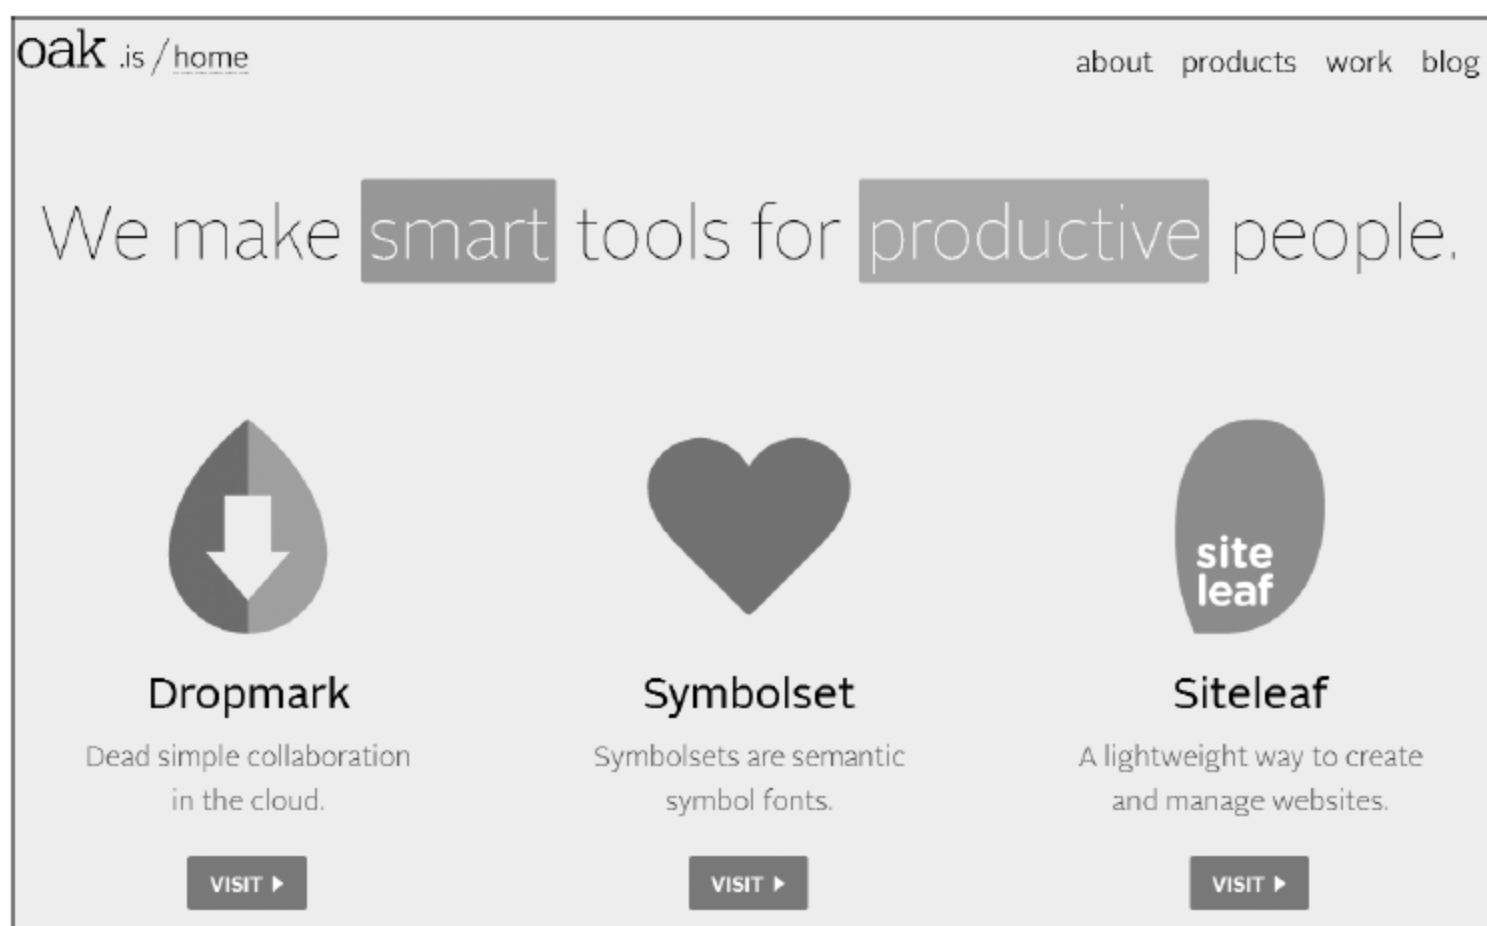 oak .is / home
about products work blog
We make smart tools for productive people.
site
leaf
Dropmark
Dead simple collaboration
in the cloud.
VISIT
Symbolset
Symbolsets are semantic
symbol fonts.
VISIT
Siteleaf
A lightweight way to create
and manage websites.
VISIT